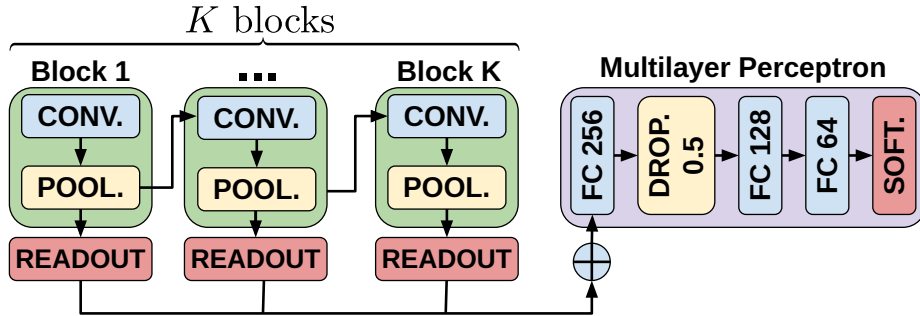 K blocks
Block 1
...
Block K
Multilayer Perceptron
CONV.
CONV.
CONV.
POOL.
POOL.
POOL.
READOUT
READOUT
READOUT
FC 256
DROP.
0.5
FC 128
FC 64
SOFT.